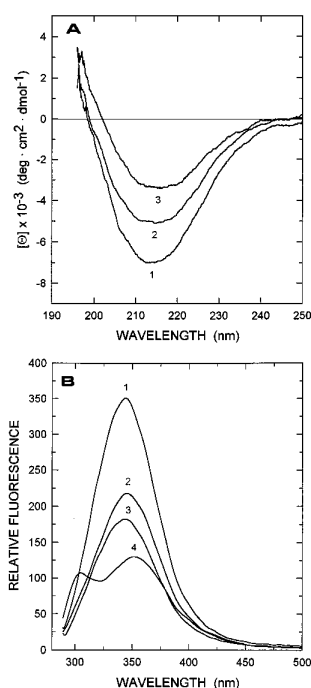 A
[Θ] x 10-3 (deg · cm2 · dmol-1)
4
2
0
-2
-4
-6
-8
3
2
1
190 200 210 220 230 240 250
WAVELENGTH (nm)
B
RELATIVE FLUORESCENCE
400
350
300
250
200
150
100
50
0
1
2
3
4
300 350 400 450 500
WAVELENGTH (nm)